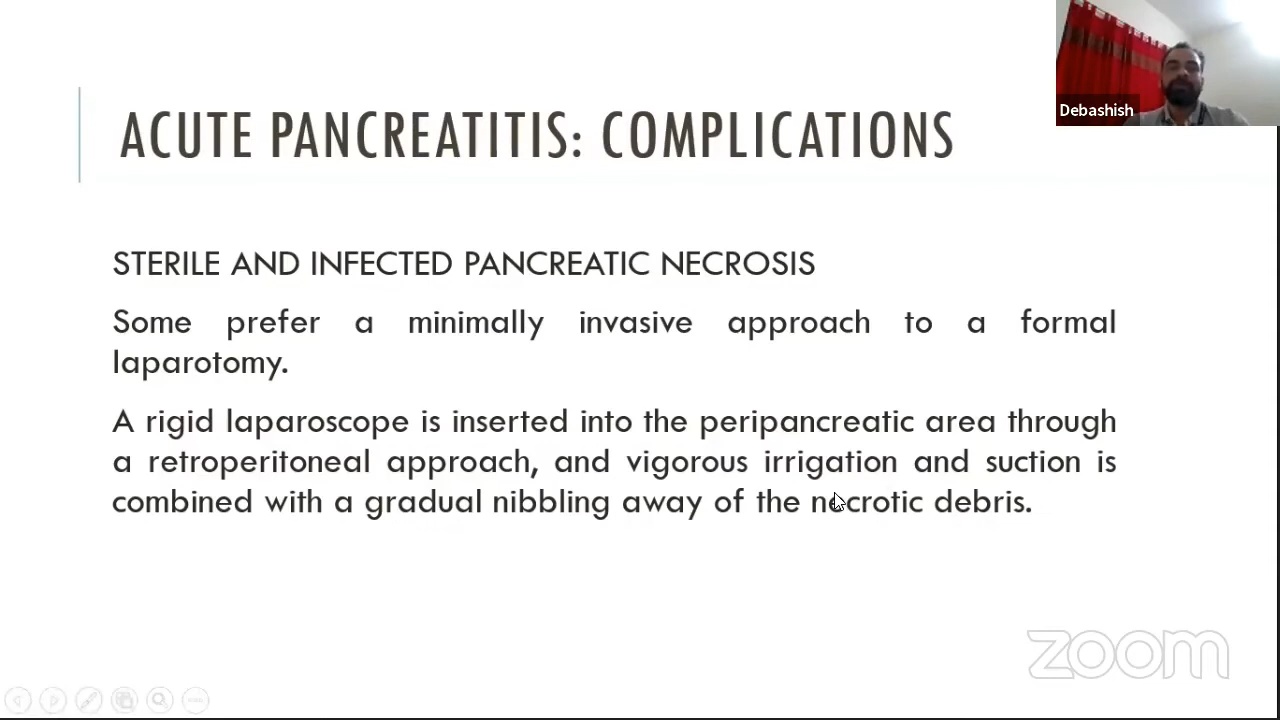 Debashish
ACUTE PANCREATITIS: COMPLICATIONS
STERILE AND INFECTED PANCREATIC NECROSIS
Some prefer a minimally invasive approach to a formal
laparotomy.
A rigid laparoscope is inserted into the peripancreatic area through
a retroperitoneal approach, and vigorous irrigation and suction is
combined with a gradual nibbling away of the necrotic debris.
zoom